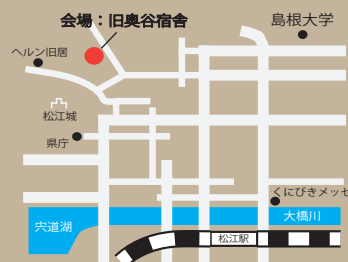 会場：旧奥谷宿舎
島根大学
ヘルン旧居
松江城
県庁
くにびきメッセ
大橋川
宍道湖
松江駅